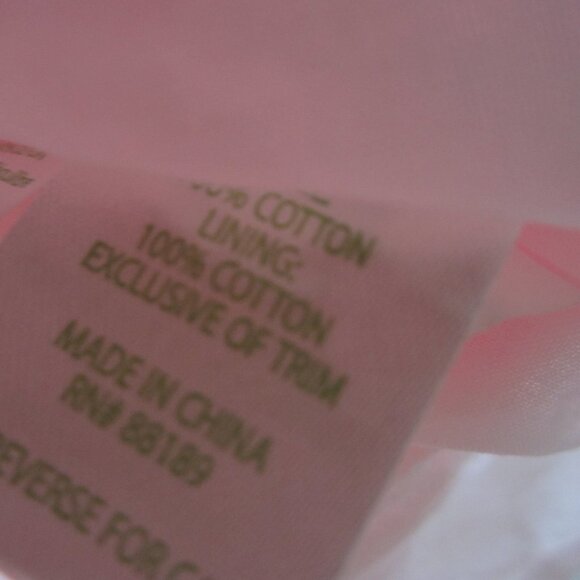 COTTON
LINING:
100% COTTON
EXCLUSIVE OF TRIM
MADE IN CHINA
RN# 88189
REVERSE FOR